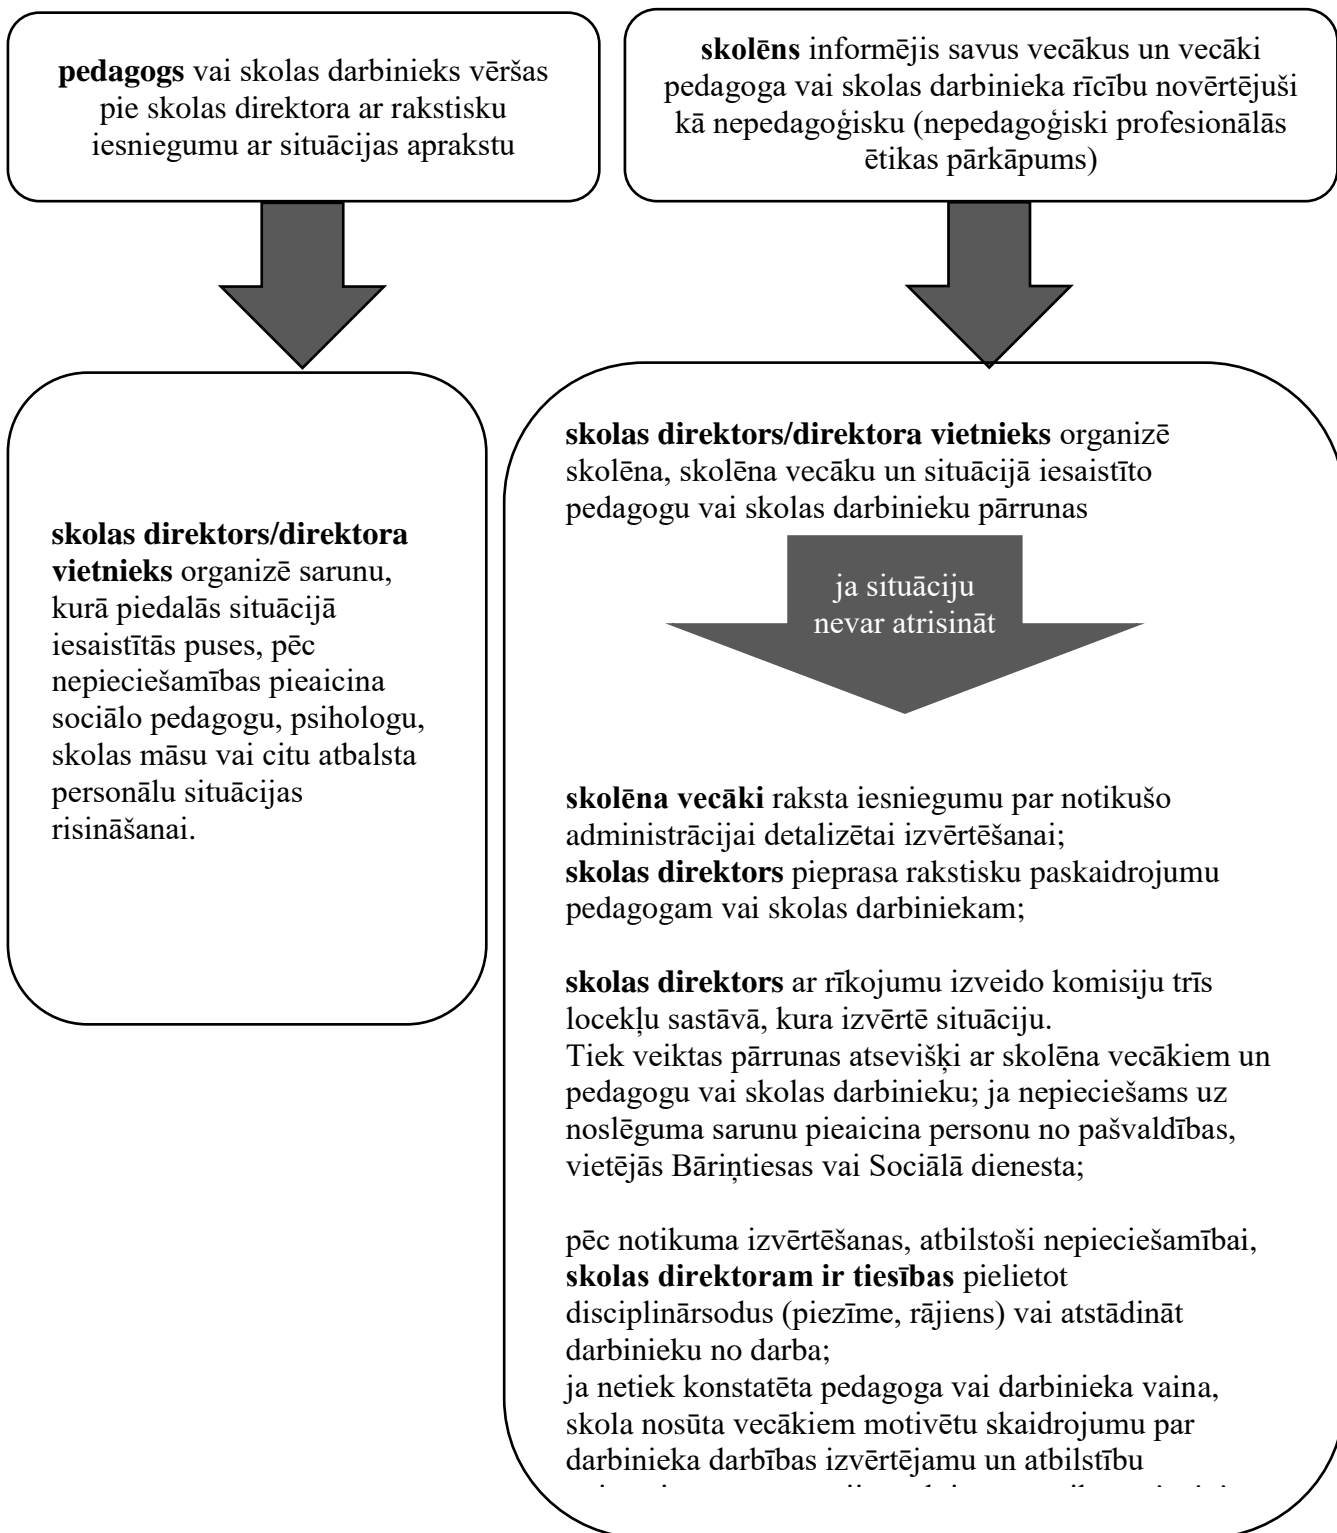 pedagogs vai skolas darbinieks vēršas
pie skolas direktora ar rakstisku
iesniegumu ar situācijas aprakstu
skolēns informējis savus vecākus un vecāki
pedagoga vai skolas darbinieka rīcību novērtējuši
kā nepedagoģisku (nepedagoģiski profesionālās
ētikas pārkāpums)
skolas direktors/direktora
vietnieks organizē sarunu,
kurā piedalās situācijā
iesaistītās puses, pēc
nepieciešamības pieaicina
sociālo pedagogu, psihologu,
skolas māsu vai citu atbalsta
personālu situācijas
risināšanai.
skolas direktors/direktora vietnieks organizē
skolēna, skolēna vecāku un situācijā iesaistīto
pedagogu vai skolas darbinieku pārrunas
ja situāciju
nevar atrisināt
skolēna vecāki raksta iesniegumu par notikušo
administrācijai detalizētai izvērtēšanai;
skolas direktors pieprasa rakstisku paskaidrojumu
pedagogam vai skolas darbiniekam;
skolas direktors ar rīkojumu izveido komisiju trīs
locekļu sastāvā, kura izvērtē situāciju.
Tiek veiktas pārrunas atsevišķi ar skolēna vecākiem un
pedagogu vai skolas darbinieku; ja nepieciešams uz
noslēguma sarunu pieaicina personu no pašvaldības,
vietējās Bāriņtiesas vai Sociālā dienesta;
pēc notikuma izvērtēšanas, atbilstoši nepieciešamībai,
skolas direktoram ir tiesības pielietot
disciplinārsodus (piezīme, rājiens) vai atstādināt
darbinieku no darba;
ja netiek konstatēta pedagoga vai darbinieka vaina,
skola nosūta vecākiem motivētu skaidrojumu par
darbinieka darbības izvērtējamu un atbilstību